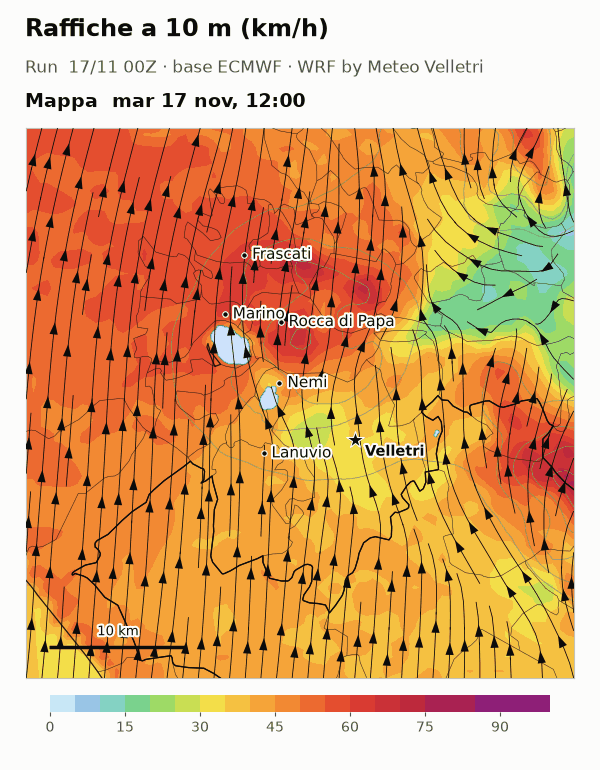 Raffiche a 10 m (km/h)
Run 17/11 00Z · base ECMWF · WRF by Meteo Velletri
Mappa mar 17 nov, 12:00
Frascati
Marino
Rocca di Papa
Nemi
Velletri
Lanuvio
10 km
0 15 30 45 60 75 90